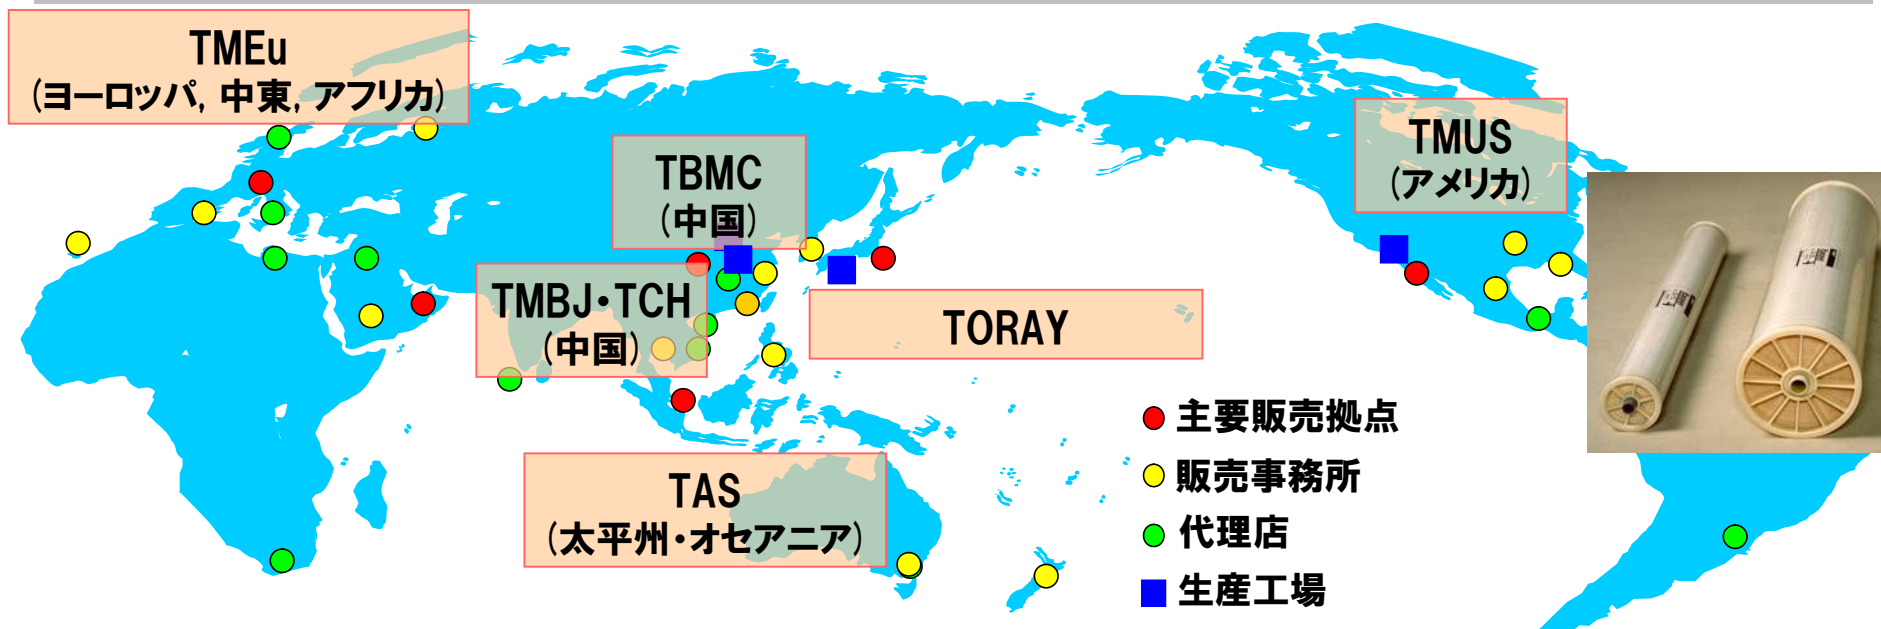 TMEu
(ヨーロッパ, 中東, アフリカ)
TBMC
(中国)
TMUS
(アメリカ)
TMBJ・TCH
(中国)
TORAY
TAS
(太平州・オセアニア)
主要販売拠点
販売事務所
代理店
生産工場